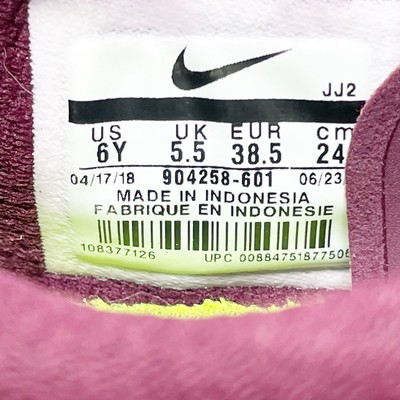 JJ2
US UK EUR cm
6Y 5.5 38.5 24
04/17/18 904258-601 06/23
MADE IN INDONESIA
FABRIQUE EN INDONESIE
108377126 UPC 00884751877506